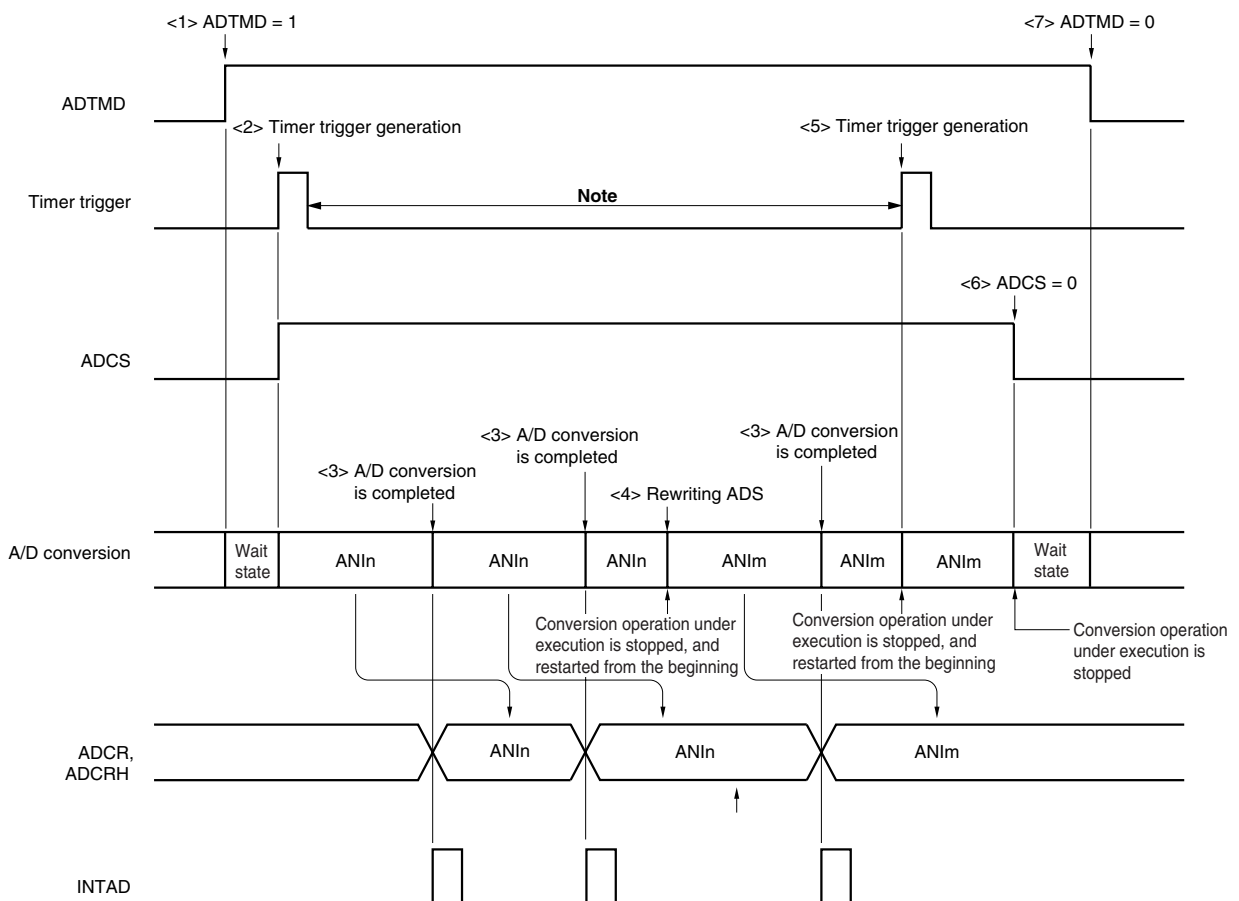 <1> ADTMD = 1
<7> ADTMD = 0
ADTMD
<2> Timer trigger generation
<5> Timer trigger generation
Timer trigger
Note
<6> ADCS = 0
ADCS
<3> A/D conversion
is completed
<3> A/D conversion
is completed
<3> A/D conversion
is completed
<4> Rewriting ADS
A/D conversion
Wait
state
ANIn
ANIn
ANIn
ANIm
ANIm
ANIm
Wait
state
Conversion operation under
execution is stopped, and
restarted from the beginning
Conversion operation under
execution is stopped, and
restarted from the beginning
Conversion operation
under execution is
stopped
ADCR,
ADCRH
ANIn
ANIn
ANIm
INTAD